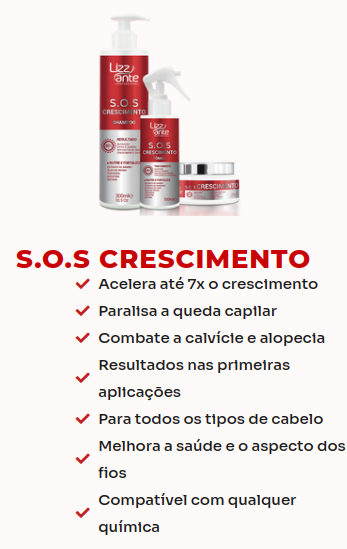 Lizz
ante
S.O.S
CRESCIMENTO
SHAMPOO
Lizz
ante
S.O.S
CRESCIMENTO
S.O.S CRESCIMENTO
S.O.S CRESCIMENTO
Acelera até 7x o crescimento
Paralisa a queda capilar
Combate a calvície e alopecia
Resultados nas primeiras
aplicações
Para todos os tipos de cabelo
Melhora a saúde e o aspecto dos
fios
Compatível com qualquer
química